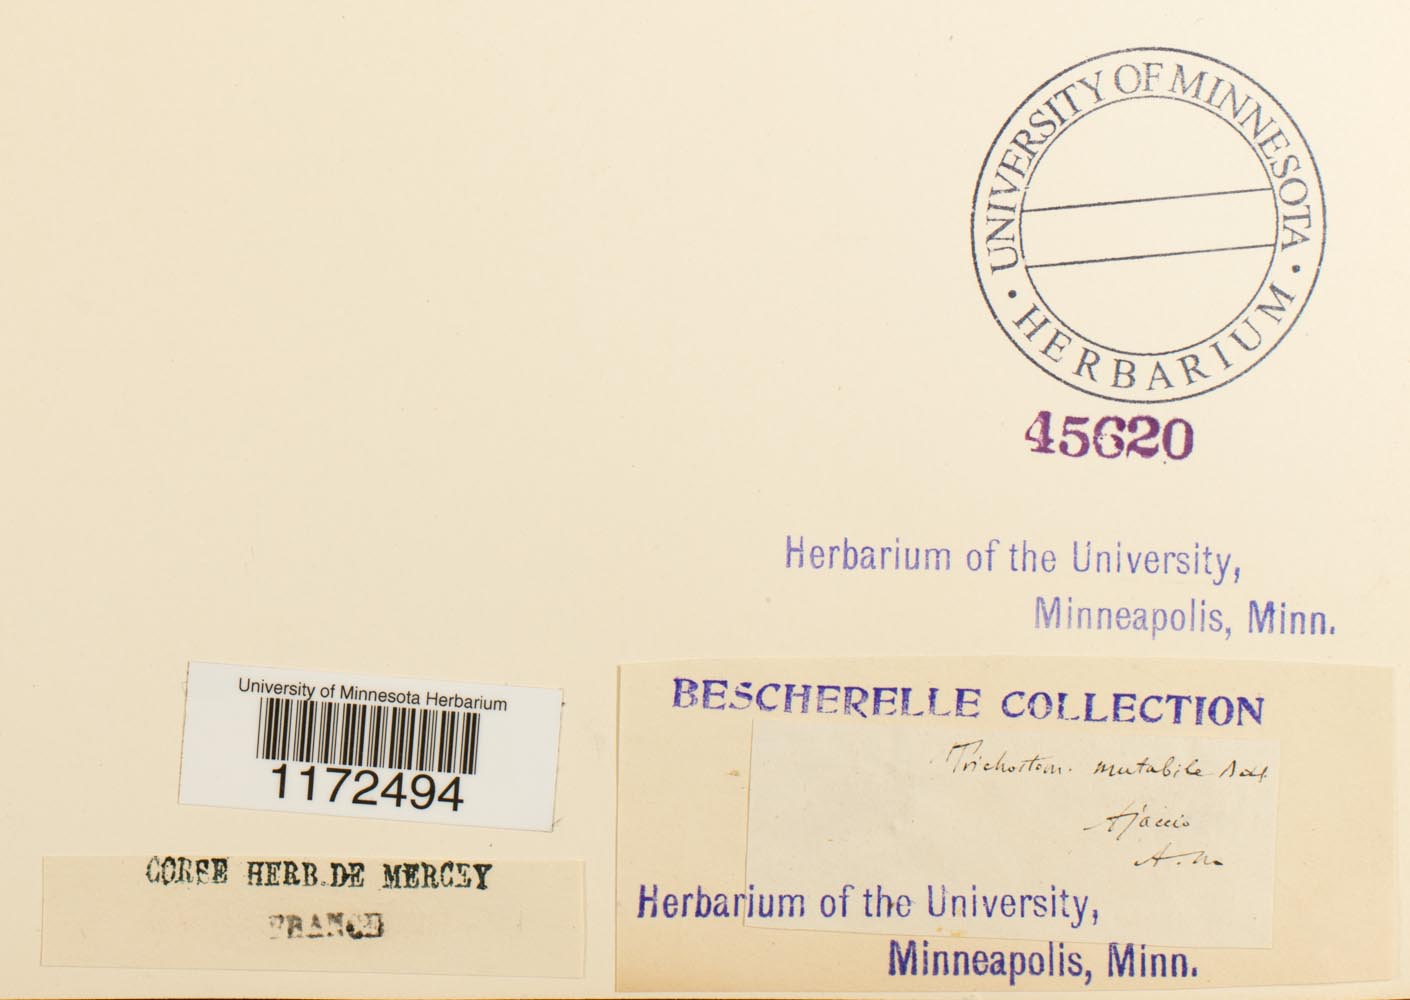 UNIVERSITY OF MINNESOTA
• HERBARIUM •
45620
Herbarium of the University,
Minneapolis, Minn.
University of Minnesota Herbarium
1172494
CORSE HERB. DE MERCEY
FRANCE
BESCHERELLE COLLECTION
Trichostom. mutabile
Ajaccio
Herbarium of the University,
Minneapolis, Minn.